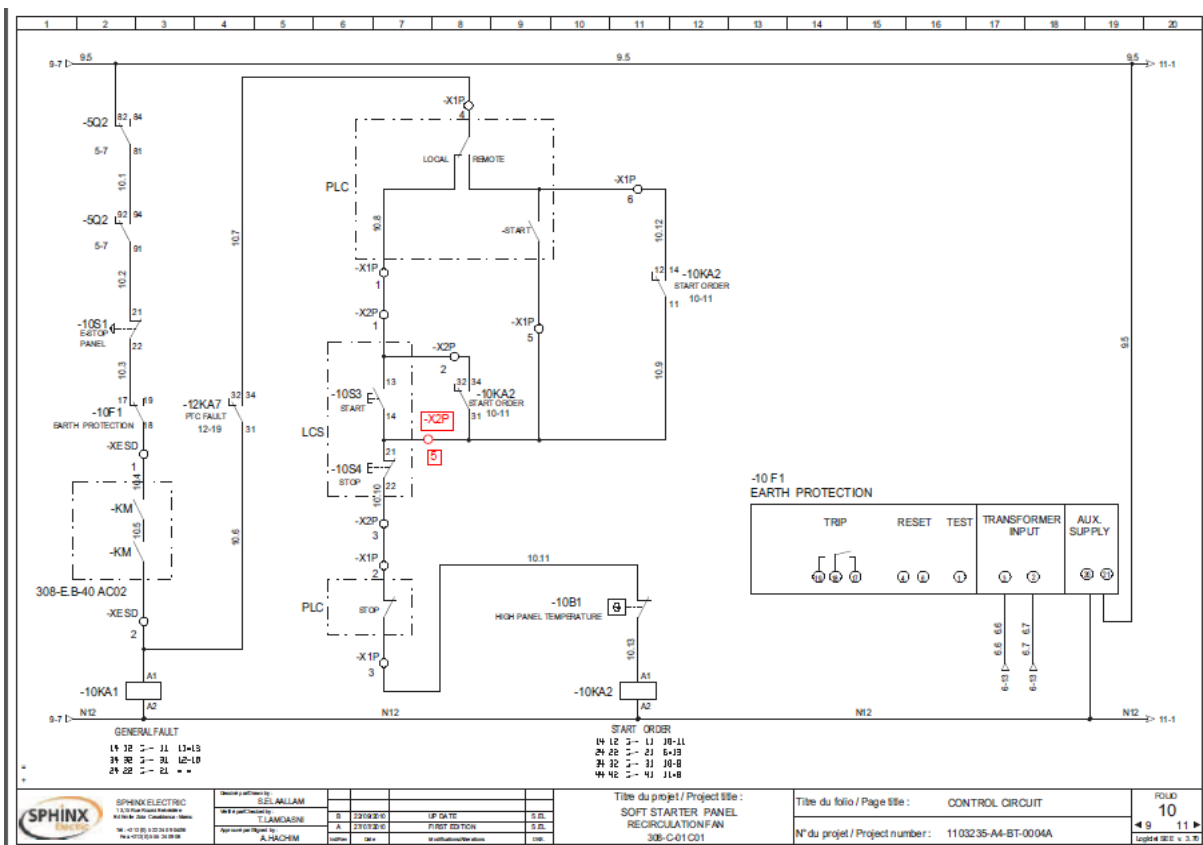 1 2 3 4 5 6 7 8 9 10 11 12 13 14 15 16 17 18 19 20
9-7 9.5 9.5 9.5 11-1
-X1P
4
-5Q2 82 84
5-7 81
LOCAL REMOTE
PLC
10.1
-X1P
6
-5Q2 92 94
5-7 91
10.7
10.8
-START
10.12
10.2
-X1P
1
12 14 -10KA2
START ORDER
11 10-11
-10S1 21
E-STOP
PANEL 22
-X2P
1
-X1P
5
9.5
10.3
-X2P
2
10.9
17 19
-10F1
EARTH PROTECTION 18
32 34
-12KA7
PTC FAULT
12-19 31
-10S3 13
START
14
32 34
-10KA2
START ORDER
31 10-11
-X2P
5
LCS
-XESD
1
10.4
-10S4 21
STOP
22
10.10
-KM
10.5
-KM
10.6
308-E.B-40 AC02
-X2P
3
-X1P
2
10.11
-10 F1
EARTH PROTECTION
TRIP RESET TEST TRANSFORMER INPUT AUX. SUPPLY
-XESD
2
PLC
STOP
-10B1
HIGH PANEL TEMPERATURE
10.13
-X1P
3
6.6 6.6 6.7 6.7
6-13 6-13
-10KA1 A1
A2
-10KA2 A1
A2
9-7 N12 N12 N12 N12 11-1
GENERAL FAULT
START ORDER
SPHINX
Electric
SPHINX ELECTRIC
S.EL AALLAM
T.LAMDASNI
A.HACHIM
B 22/09/2010 UP DATE S.EL
A 27/07/2010 FIRST EDITION S.EL
Titre du projet / Project title :
SOFT STARTER PANEL
RECIRCULATION FAN
308-C-01 C01
Titre du folio / Page title : CONTROL CIRCUIT
N° du projet / Project number : 1103235-A4-BT-0004A
FOLIO
10
9 11